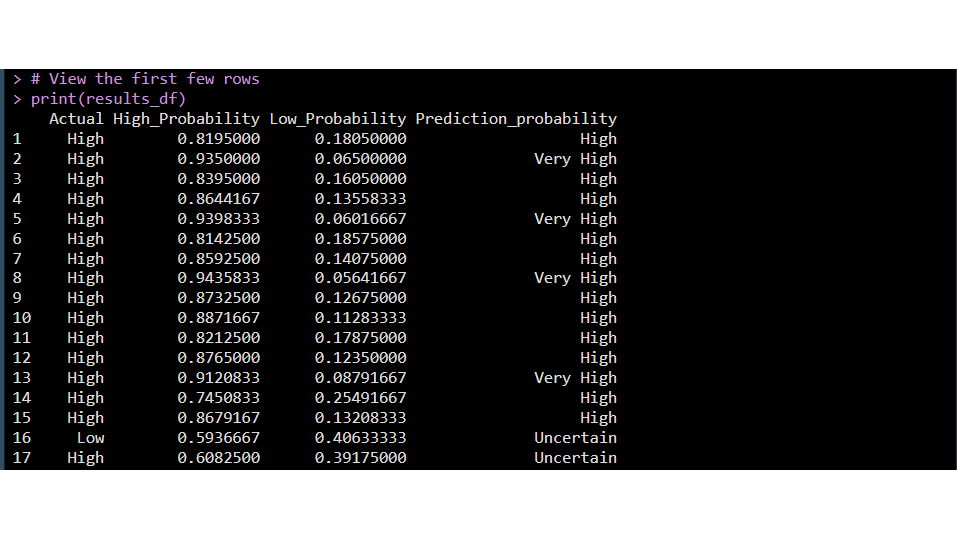 > # View the first few rows
> print(results_df)
Actual High_Probability Low_Probability Prediction_probability
1 High 0.8195000 0.18050000 High
2 High 0.9350000 0.06500000 Very High
3 High 0.8395000 0.16050000 High
4 High 0.8644167 0.13558333 High
5 High 0.9398333 0.06016667 Very High
6 High 0.8142500 0.18575000 High
7 High 0.8592500 0.14075000 High
8 High 0.9435833 0.05641667 Very High
9 High 0.8732500 0.12675000 High
10 High 0.8871667 0.11283333 High
11 High 0.8212500 0.17875000 High
12 High 0.8765000 0.12350000 High
13 High 0.9120833 0.08791667 Very High
14 High 0.7450833 0.25491667 High
15 High 0.8679167 0.13208333 High
16 Low 0.5936667 0.40633333 Uncertain
17 High 0.6082500 0.39175000 Uncertain